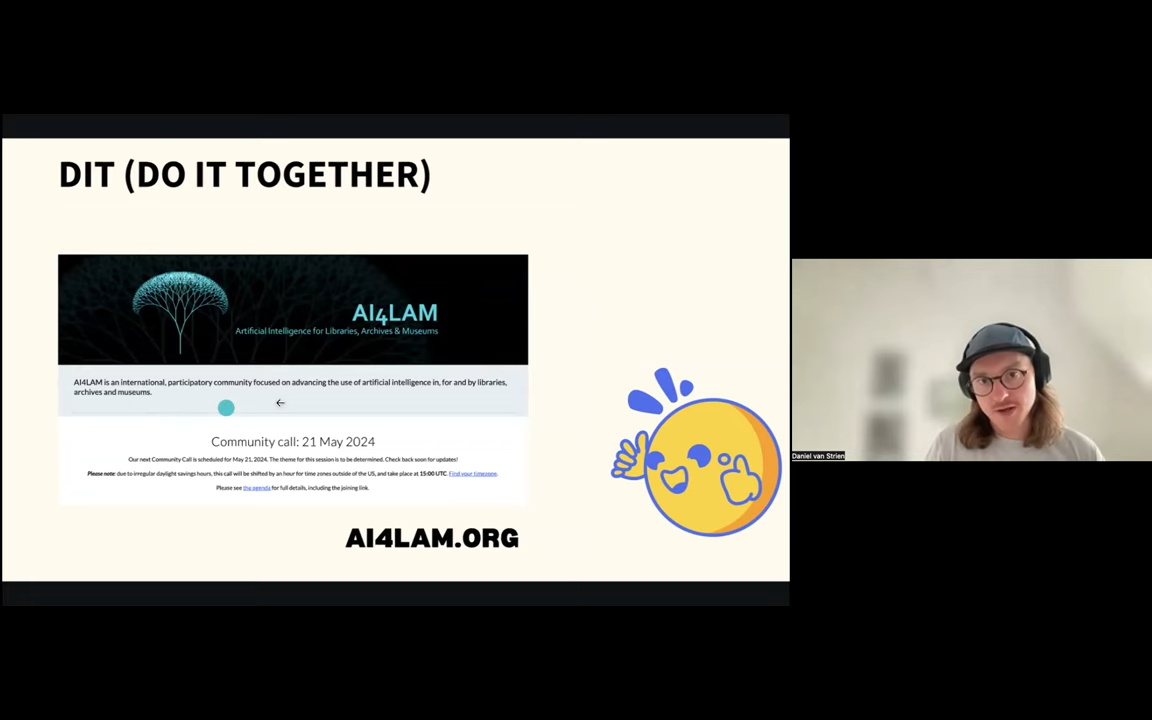 DIT (DO IT TOGETHER)
AI4LAM
Artificial Intelligence for Libraries, Archives & Museums
AI4LAM is an international, participatory community focused on advancing the use of artificial intelligence in, for and by libraries,
archives and museums.
Community call: 21 May 2024
Our next Community Call is scheduled for May 21, 2024. The theme for this session is to be determined. Check back soon for updates!
Please note: due to irregular daylight savings hours, this call will be shifted by an hour for time zones outside of the US, and take place at 15:00 UTC. Find your timezone.
Please see the agenda for full details, including the joining link.
AI4LAM.ORG
Daniel van Strien